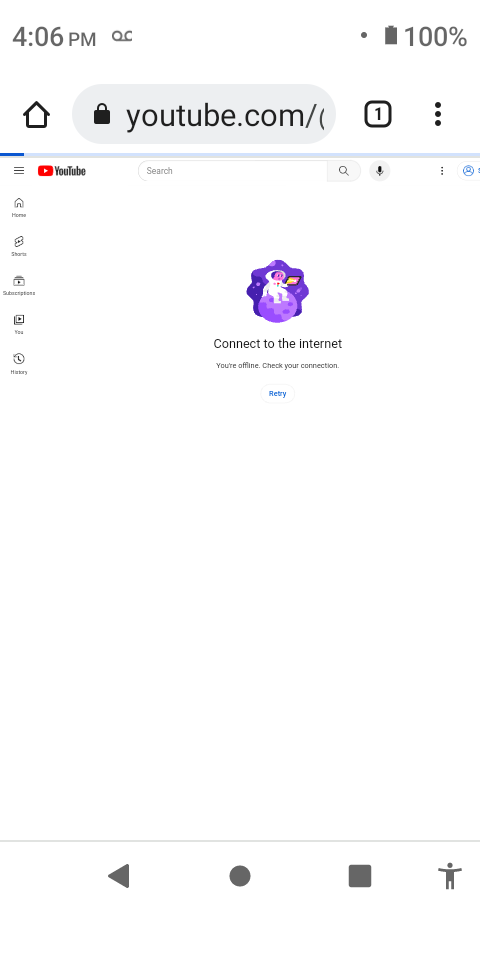 4:06 PM 100%
youtube.com/ 1
YouTube Search
Home
Shorts
Subscriptions
You
History
Connect to the internet
You're offline. Check your connection.
Retry